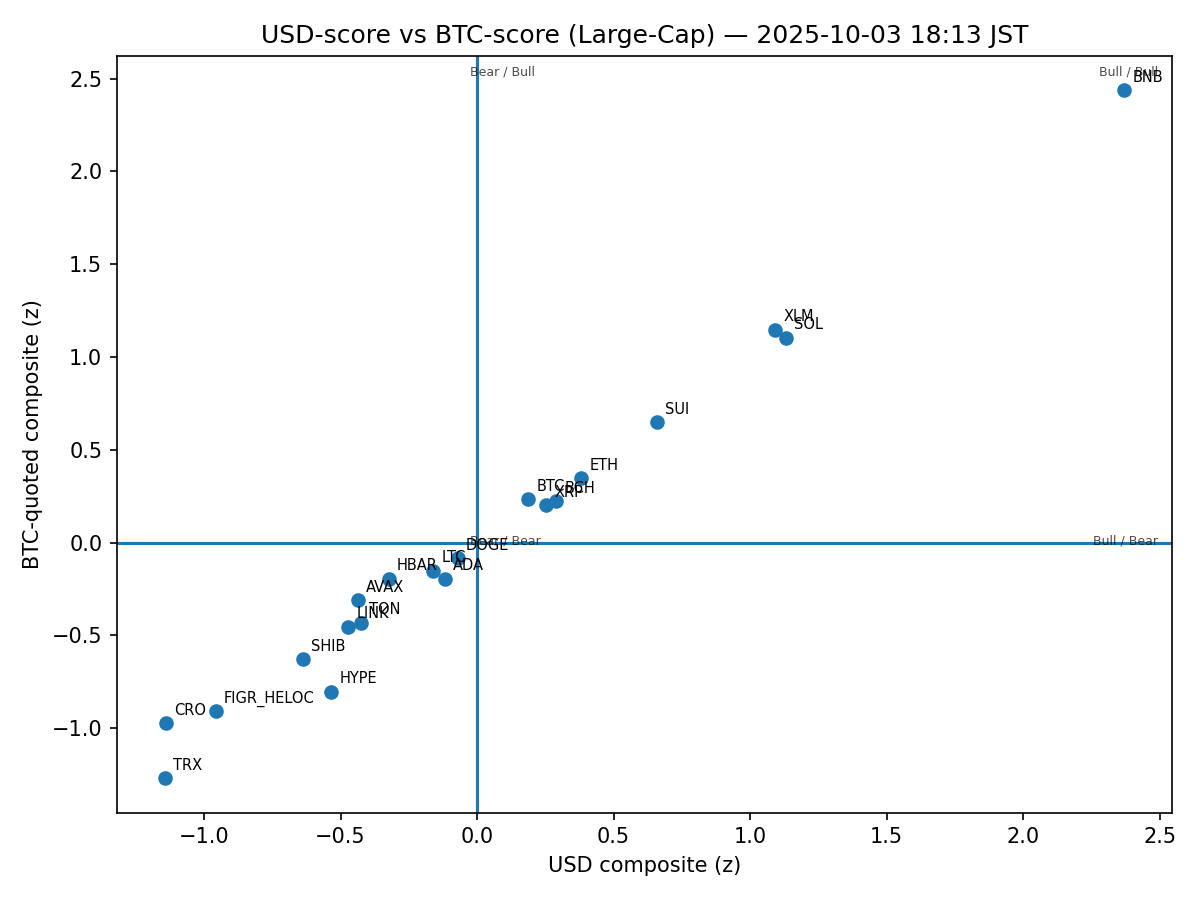 USD-score vs BTC-score (Large-Cap) — 2025-10-03 18:13 JST
Bear / Bull
Bull / Bull
BNB
XLM
SOL
SUI
ETH
BTC
BCH
XRP
Bear / Bear
Bull / Bear
DOGE
LTC
ADA
HBAR
AVAX
TON
LINK
SHIB
HYPE
FIGR_HELOC
CRO
TRX
2.5
2.0
1.5
1.0
0.5
0.0
−0.5
−1.0
BTC-quoted composite (z)
−1.0
−0.5
0.0
0.5
1.0
1.5
2.0
2.5
USD composite (z)